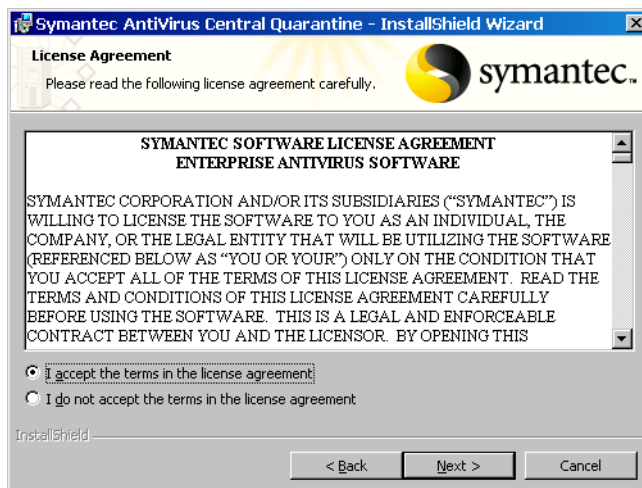 Symantec AntiVirus Central Quarantine - InstallShield Wizard
License Agreement
Please read the following license agreement carefully.
symantec™
SYMANTEC SOFTWARE LICENSE AGREEMENT
ENTERPRISE ANTIVIRUS SOFTWARE
SYMANTEC CORPORATION AND/OR ITS SUBSIDIARIES (“SYMANTEC”) IS
WILLING TO LICENSE THE SOFTWARE TO YOU AS AN INDIVIDUAL, THE
COMPANY, OR THE LEGAL ENTITY THAT WILL BE UTILIZING THE SOFTWARE
(REFERENCED BELOW AS “YOU OR YOUR”) ONLY ON THE CONDITION THAT
YOU ACCEPT ALL OF THE TERMS OF THIS LICENSE AGREEMENT.  READ THE
TERMS AND CONDITIONS OF THIS LICENSE AGREEMENT CAREFULLY
BEFORE USING THE SOFTWARE.  THIS IS A LEGAL AND ENFORCEABLE
CONTRACT BETWEEN YOU AND THE LICENSOR.  BY OPENING THIS
I accept the terms in the license agreement
I do not accept the terms in the license agreement
InstallShield
< Back Next > Cancel